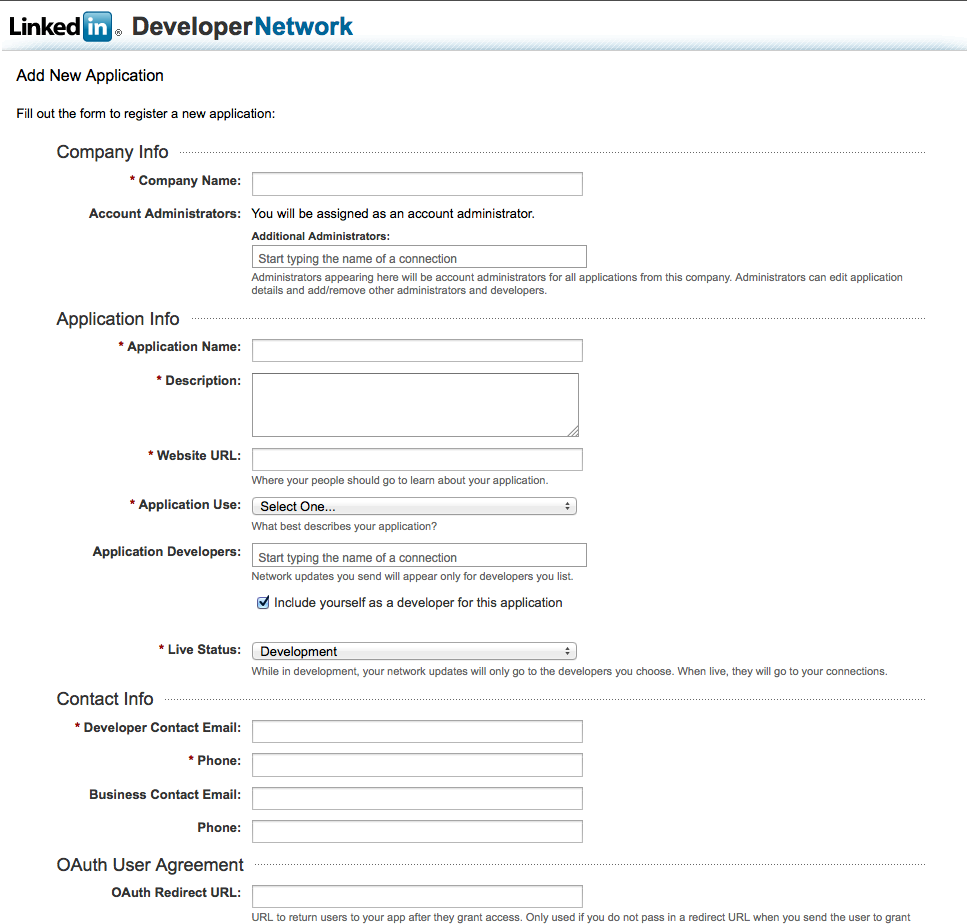 Linked in ® DeveloperNetwork
Add New Application
Fill out the form to register a new application:
Company Info
* Company Name:
Account Administrators: You will be assigned as an account administrator.
Additional Administrators:
Start typing the name of a connection
Administrators appearing here will be account administrators for all applications from this company. Administrators can edit application
details and add/remove other administrators and developers.
Application Info
* Application Name:
* Description:
* Website URL:
Where your people should go to learn about your application.
* Application Use: Select One...
What best describes your application?
Application Developers: Start typing the name of a connection
Network updates you send will appear only for developers you list.
Include yourself as a developer for this application
* Live Status: Development
While in development, your network updates will only go to the developers you choose. When live, they will go to your connections.
Contact Info
* Developer Contact Email:
* Phone:
Business Contact Email:
Phone:
OAuth User Agreement
OAuth Redirect URL:
URL to return users to your app after they grant access. Only used if you do not pass in a redirect URL when you send the user to grant